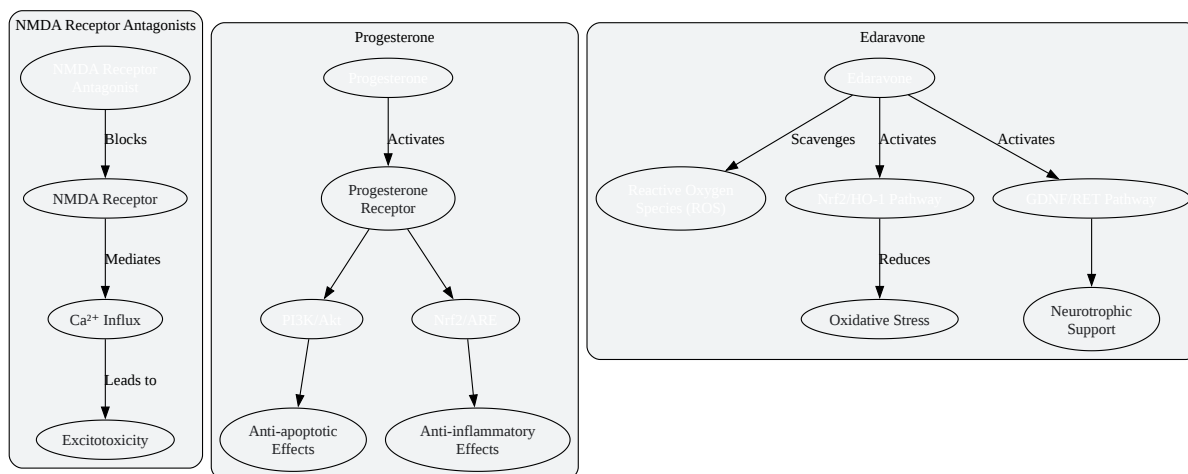 NMDA Receptor Antagonists
NMDA Receptor
Antagonist
Blocks
NMDA Receptor
Mediates
Ca²⁺ Influx
Leads to
Excitotoxicity
Progesterone
Progesterone
Activates
Progesterone
Receptor
PI3K/Akt
Nrf2/ARE
Anti-apoptotic
Effects
Anti-inflammatory
Effects
Edaravone
Edaravone
Scavenges
Activates
Activates
Reactive Oxygen
Species (ROS)
Nrf2/HO-1 Pathway
GDNF/RET Pathway
Reduces
Oxidative Stress
Neurotrophic
Support